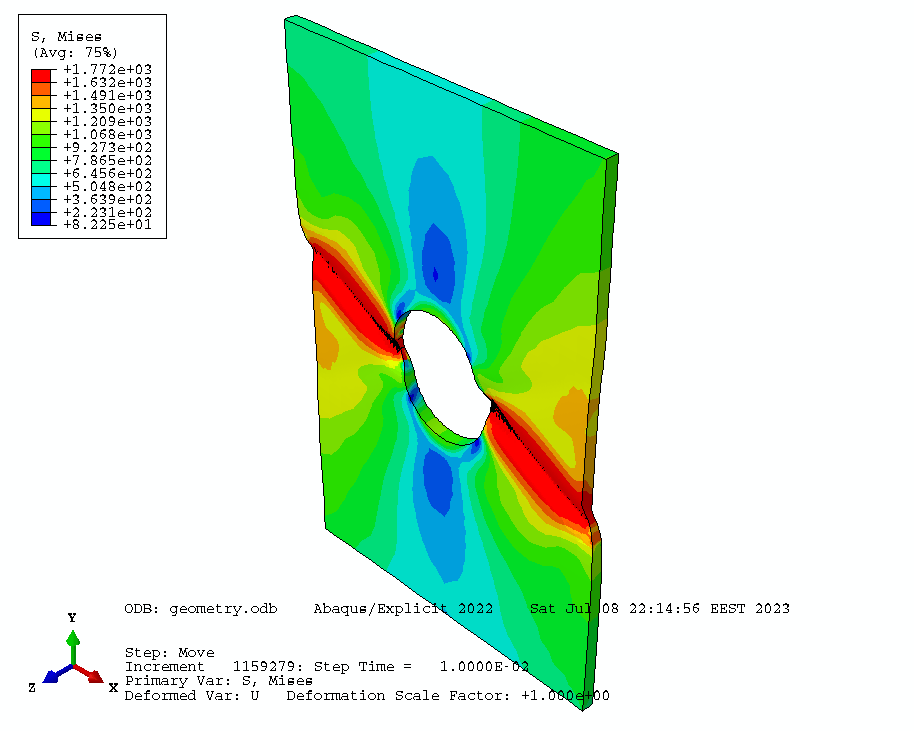 S, Mises
(Avg: 75%)
+1.772e+03
+1.632e+03
+1.491e+03
+1.350e+03
+1.209e+03
+1.068e+03
+9.273e+02
+7.865e+02
+6.456e+02
+5.048e+02
+3.639e+02
+2.231e+02
+8.225e+01
ODB: geometry.odb    Abaqus/Explicit 2022    Sat Jul 08 22:14:56 EEST 2023
Y
Z
X
Step: Move
Increment   1159279: Step Time =   1.0000E-02
Primary Var: S, Mises
Deformed Var: U   Deformation Scale Factor: +1.000e+00